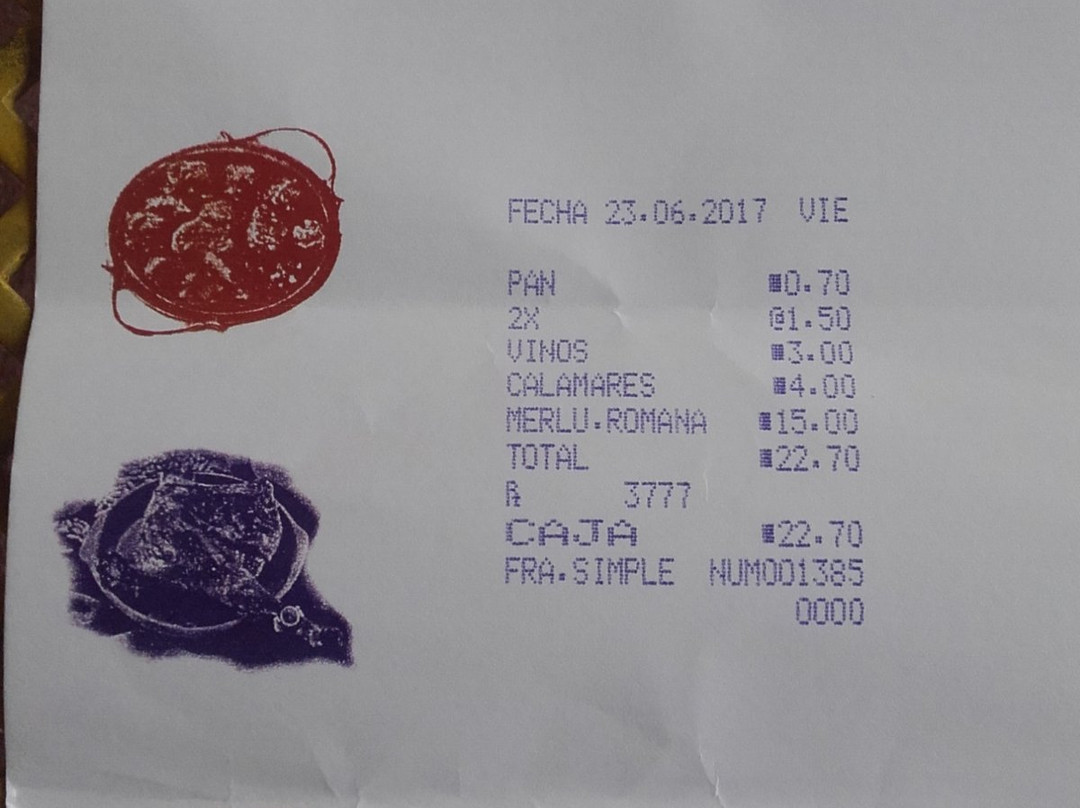 FECHA 23.06.2017 VIE
PAN 0.70
2X @1.50
VINOS 3.00
CALAMARES 4.00
MERLU.ROMANA 15.00
TOTAL 22.70
3777
CAJA 22.70
FRA.SIMPLE NUM001385
0000